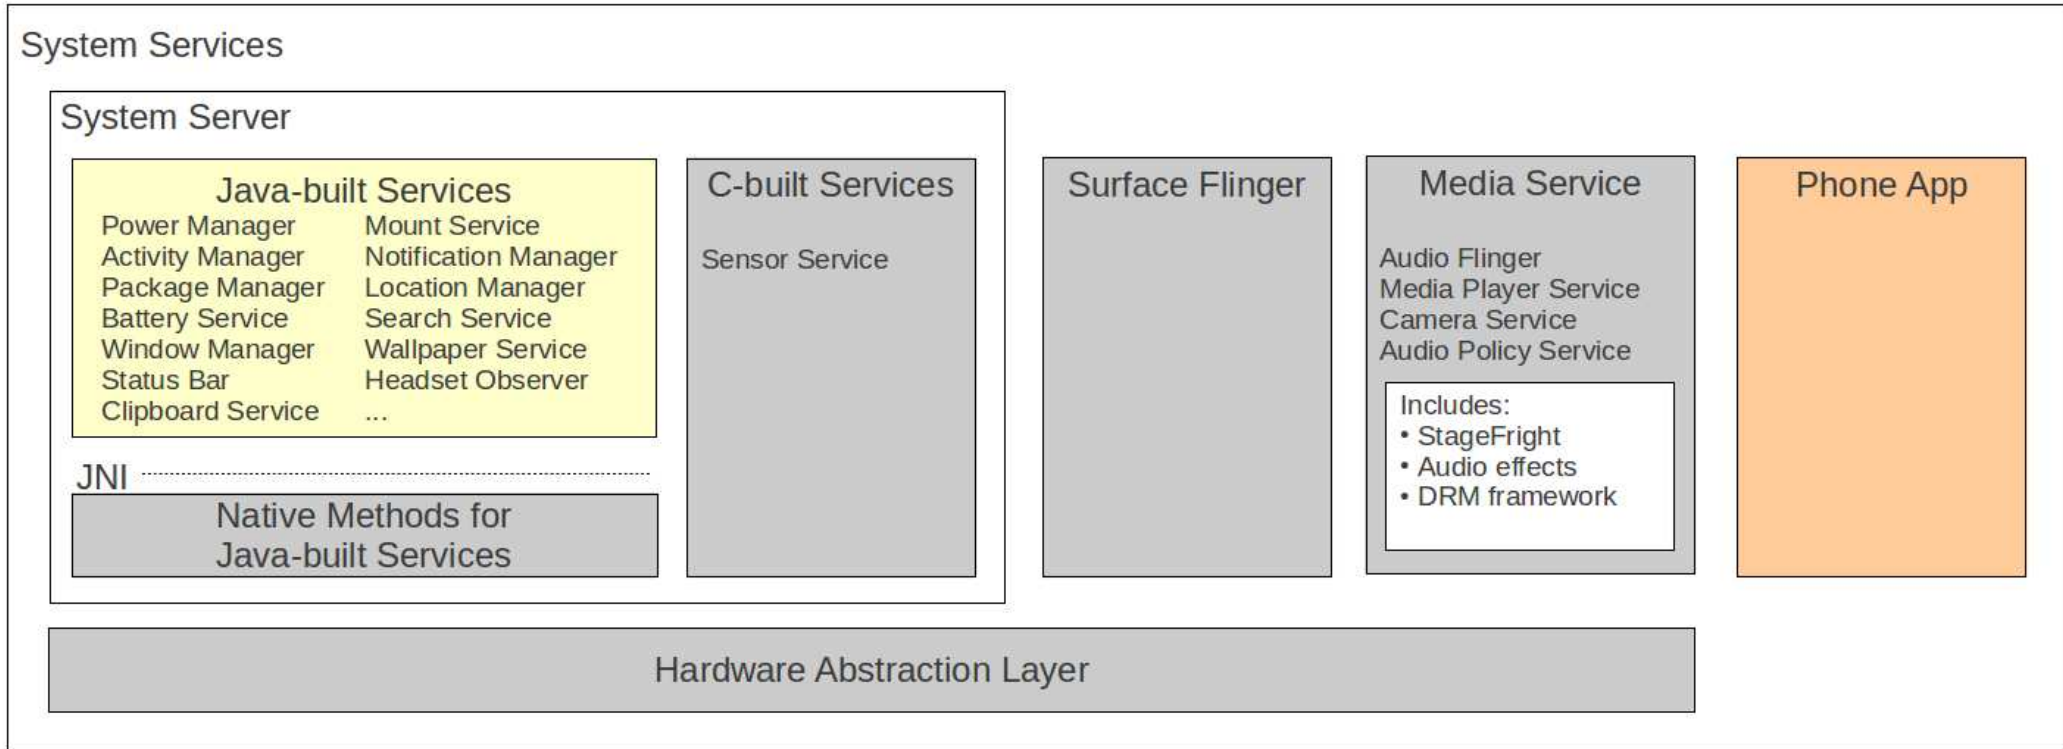 System Services
System Server
Java-built Services
Power Manager
Activity Manager
Package Manager
Battery Service
Window Manager
Status Bar
Clipboard Service
Mount Service
Notification Manager
Location Manager
Search Service
Wallpaper Service
Headset Observer
...
JNI
Native Methods for
Java-built Services
C-built Services
Sensor Service
Surface Flinger
Media Service
Audio Flinger
Media Player Service
Camera Service
Audio Policy Service
Includes:
• StageFright
• Audio effects
• DRM framework
Phone App
Hardware Abstraction Layer